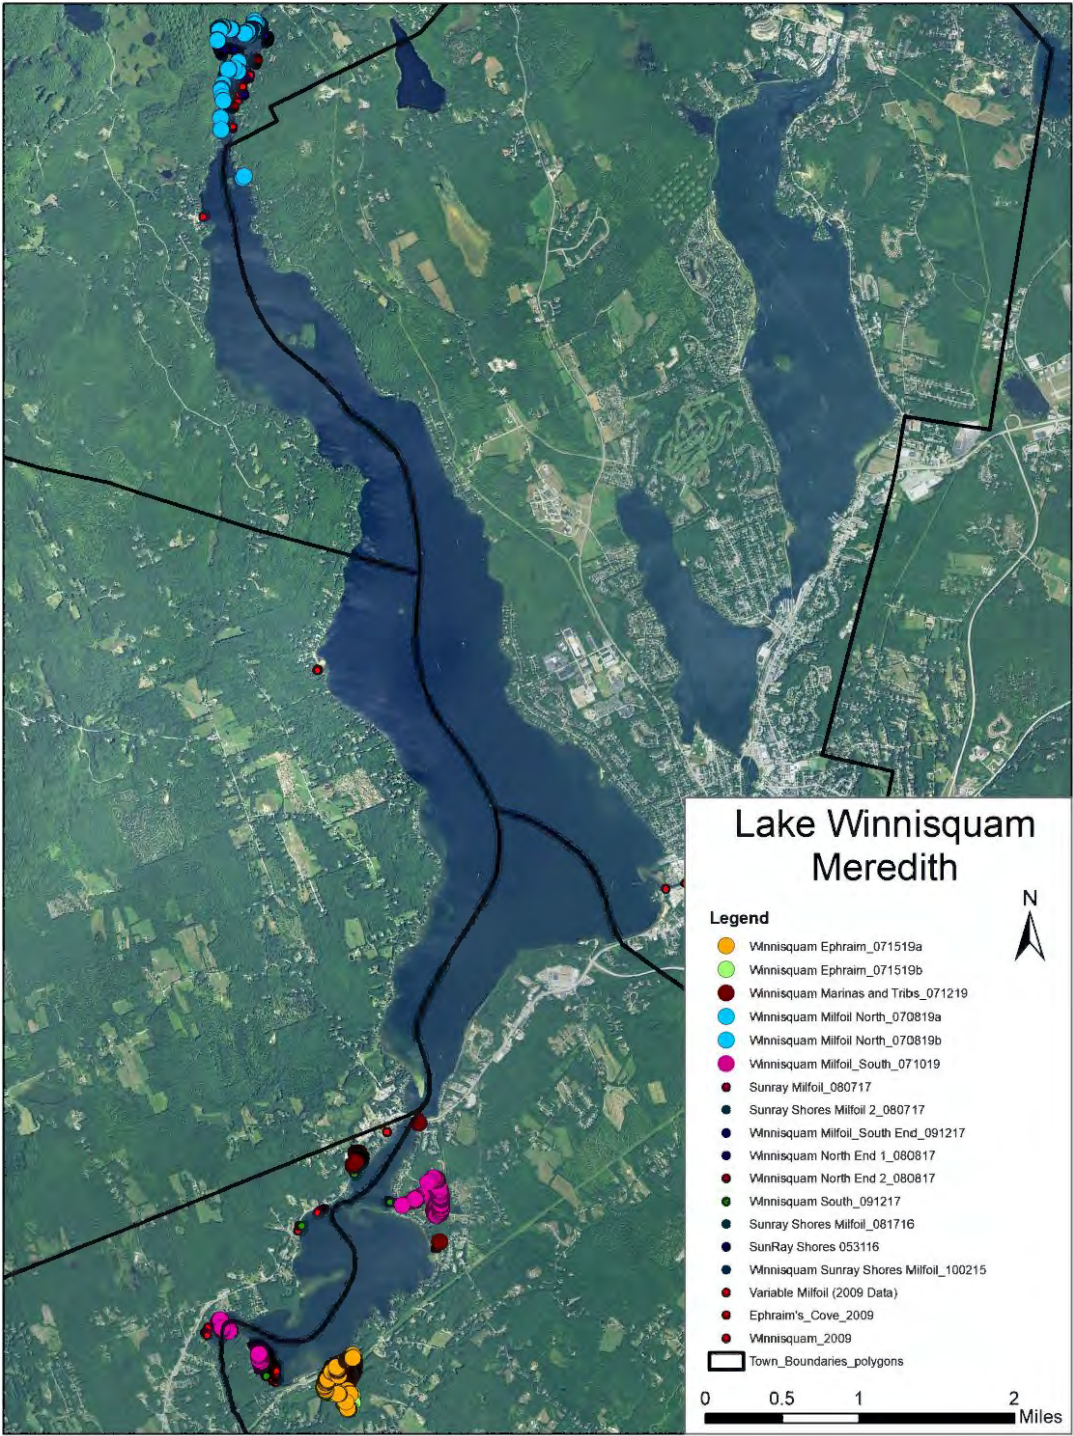 Lake Winnisquam
Meredith
N
Legend
Winnisquam Ephraim_071519a
Winnisquam Ephraim_071519b
Winnisquam Marinas and Tribs_071219
Winnisquam Milfoil North_070819a
Winnisquam Milfoil North_070819b
Winnisquam Milfoil_South_071019
Sunray Milfoil_080717
Sunray Shores Milfoil 2_080717
Winnisquam Milfoil_South End_091217
Winnisquam North End 1_080817
Winnisquam North End 2_080817
Winnisquam South_091217
Sunray Shores Milfoil_081716
SunRay Shores 053116
Winnisquam Sunray Shores Milfoil_100215
Variable Milfoil (2009 Data)
Ephraim's_Cove_2009
Winnisquam_2009
Town_Boundaries_polygons
0 0.5 1 2
Miles